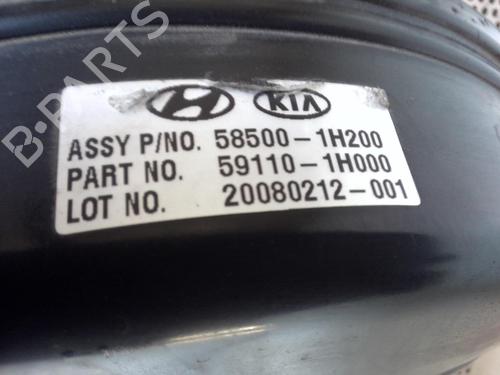 B-PARTS
KIA
ASSY P/NO. 58500-1H200
PART NO. 59110-1H000
LOT NO. 20080212-001